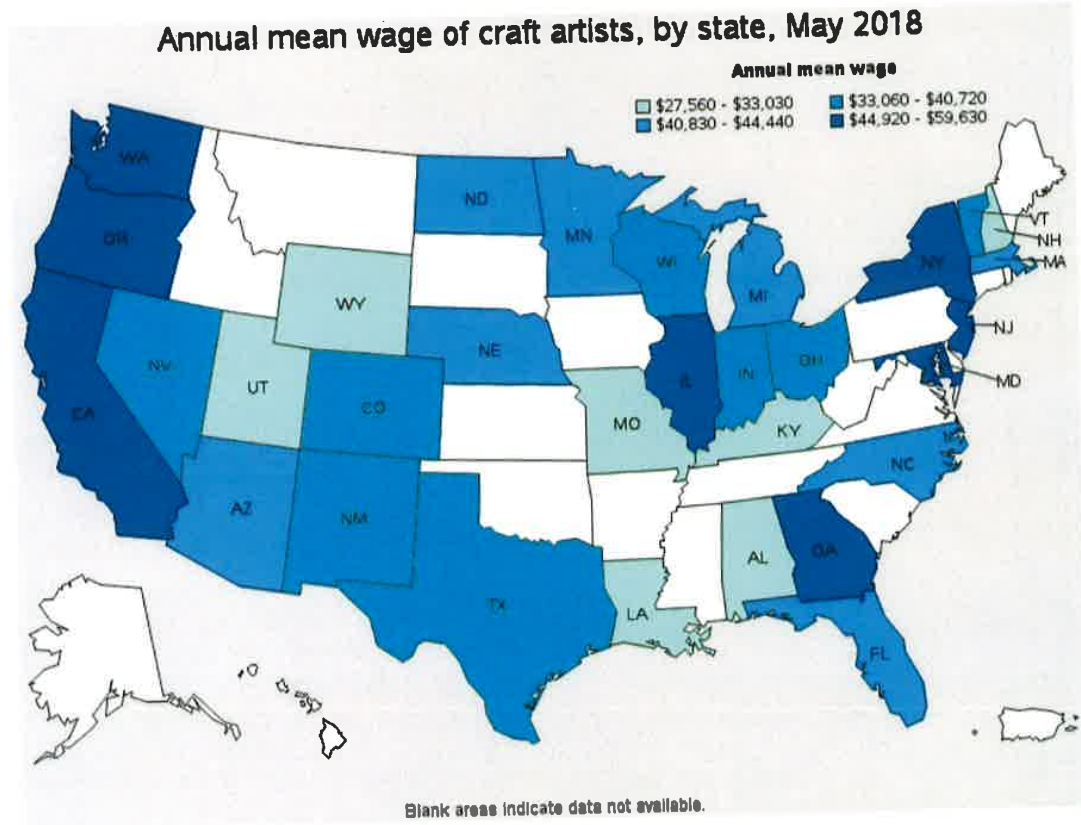 Annual mean wage of craft artists, by state, May 2018
Annual mean wage
$27,560 - $33,030 $33,060 - $40,720
$40,830 - $44,440 $44,920 - $59,630
WA
ND
VT
OR
MN
NH
WI
NY
MA
WY
MI
NJ
NE
NV
OH
IN
IL
MD
UT
CO
CA
MO
KY
NC
AZ
NM
GA
AL
TX
LA
FL
Blank areas indicate data not available.